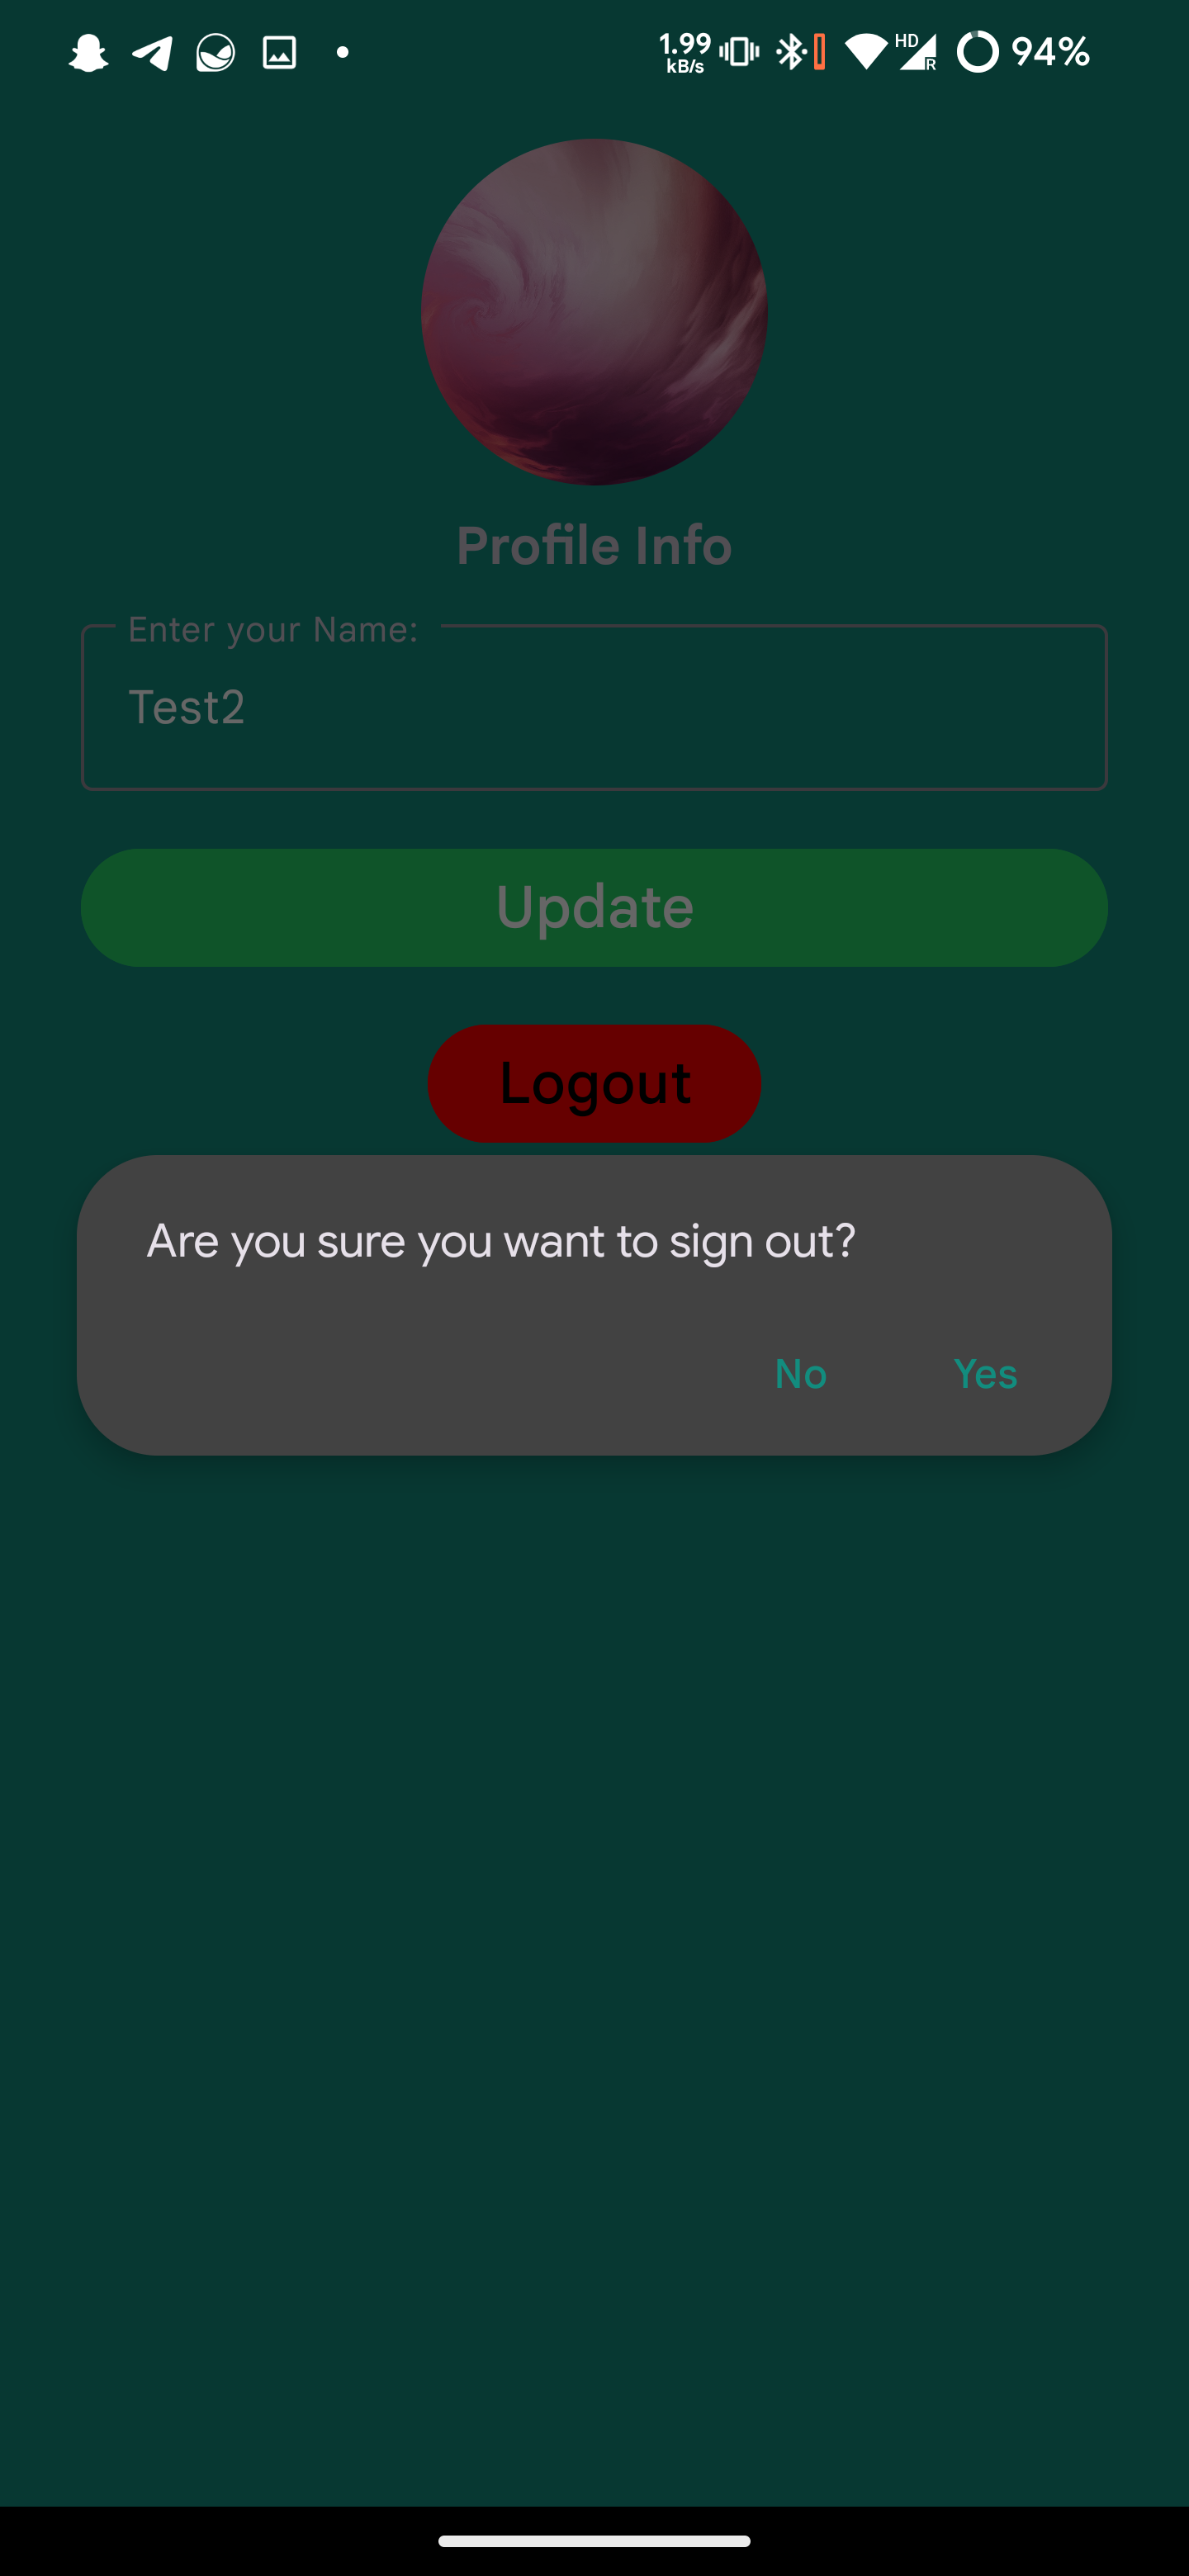 1.99
kB/s
HD
R
94%
Profile Info
Enter your Name:
Test2
Update
Logout
Are you sure you want to sign out?
No Yes